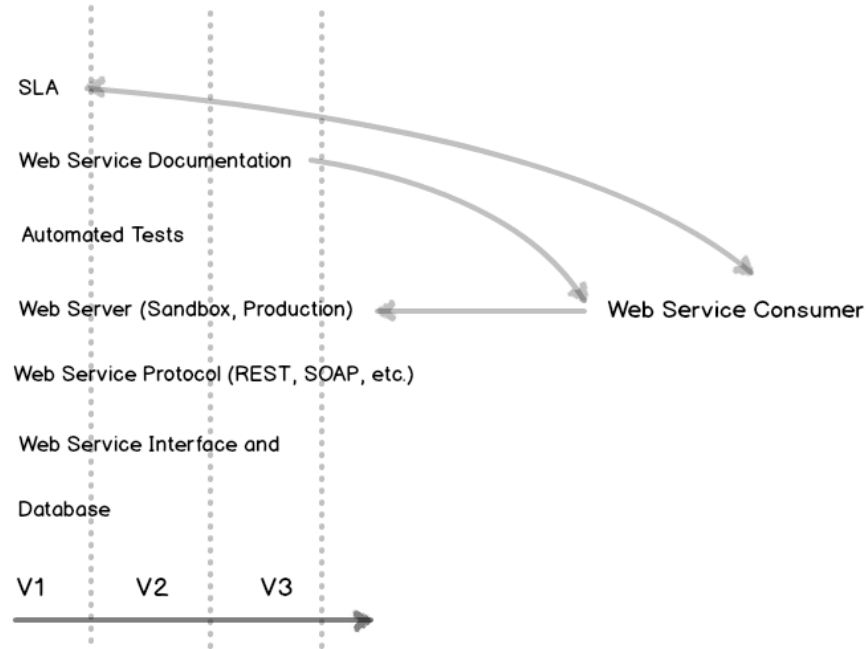 SLA
Web Service Documentation
Automated Tests
Web Server (Sandbox, Production)
Web Service Consumer
Web Service Protocol (REST, SOAP, etc.)
Web Service Interface and
Database
V1
V2
V3